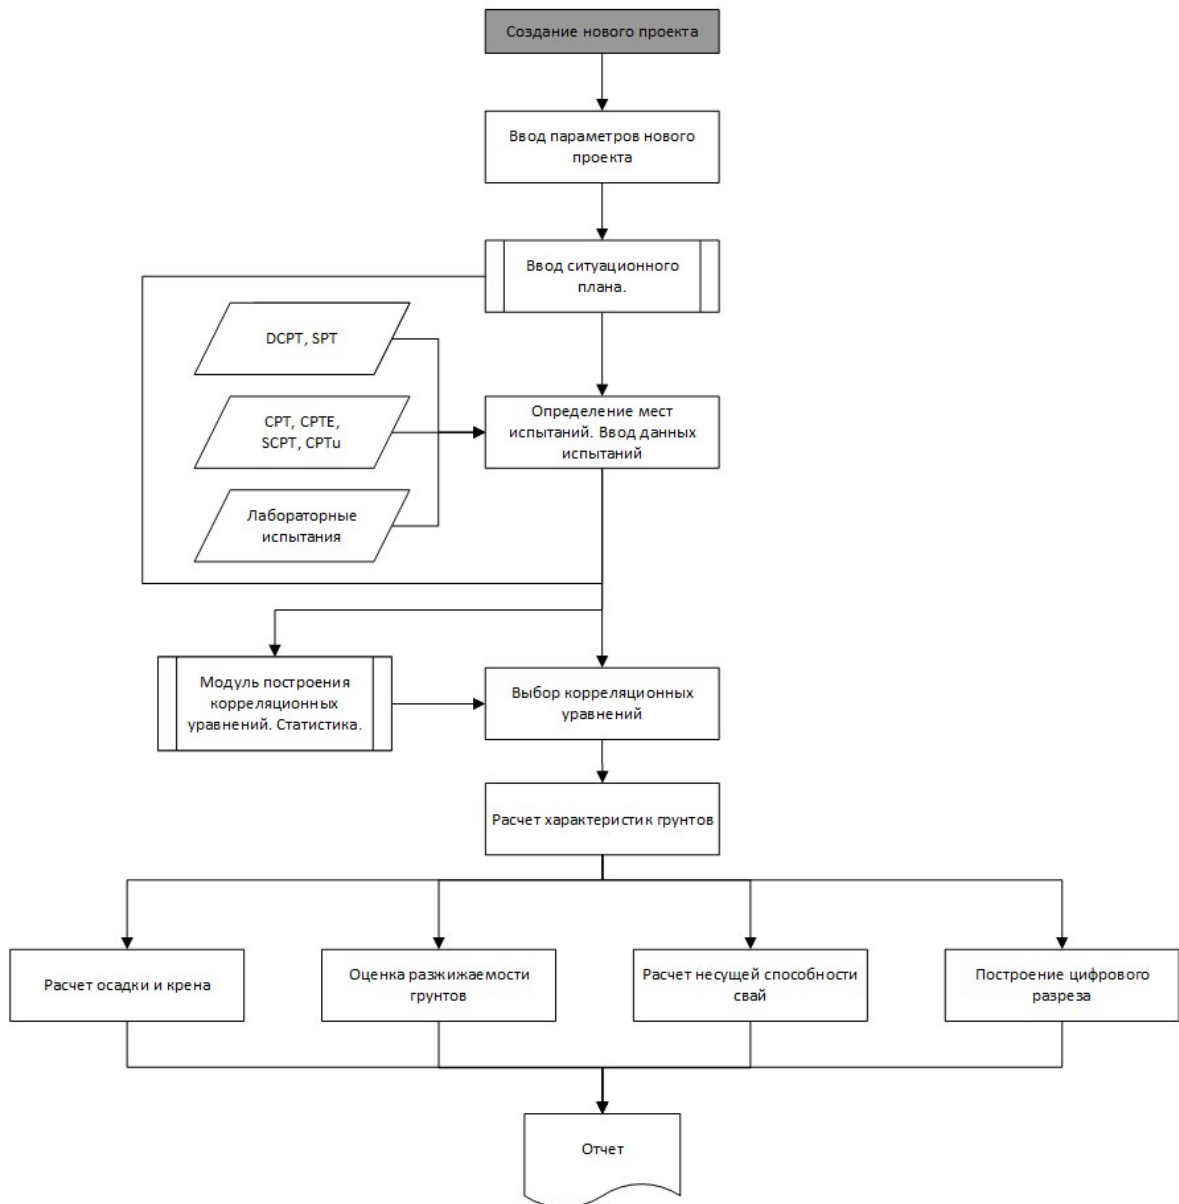 Создание нового проекта
Ввод параметров нового
проекта
Ввод ситуационного
плана.
DCPT, SPT
CPT, CPTE,
SCPT, CPTu
Лабораторные
испытания
Определение мест
испытаний. Ввод данных
испытаний
Модуль построения
корреляционных
уравнений. Статистика.
Выбор корреляционных
уравнений
Расчет характеристик грунтов
Расчет осадки и крена
Оценка разжижаемости
грунтов
Расчет несущей способности
свай
Построение цифрового
разреза
Отчет